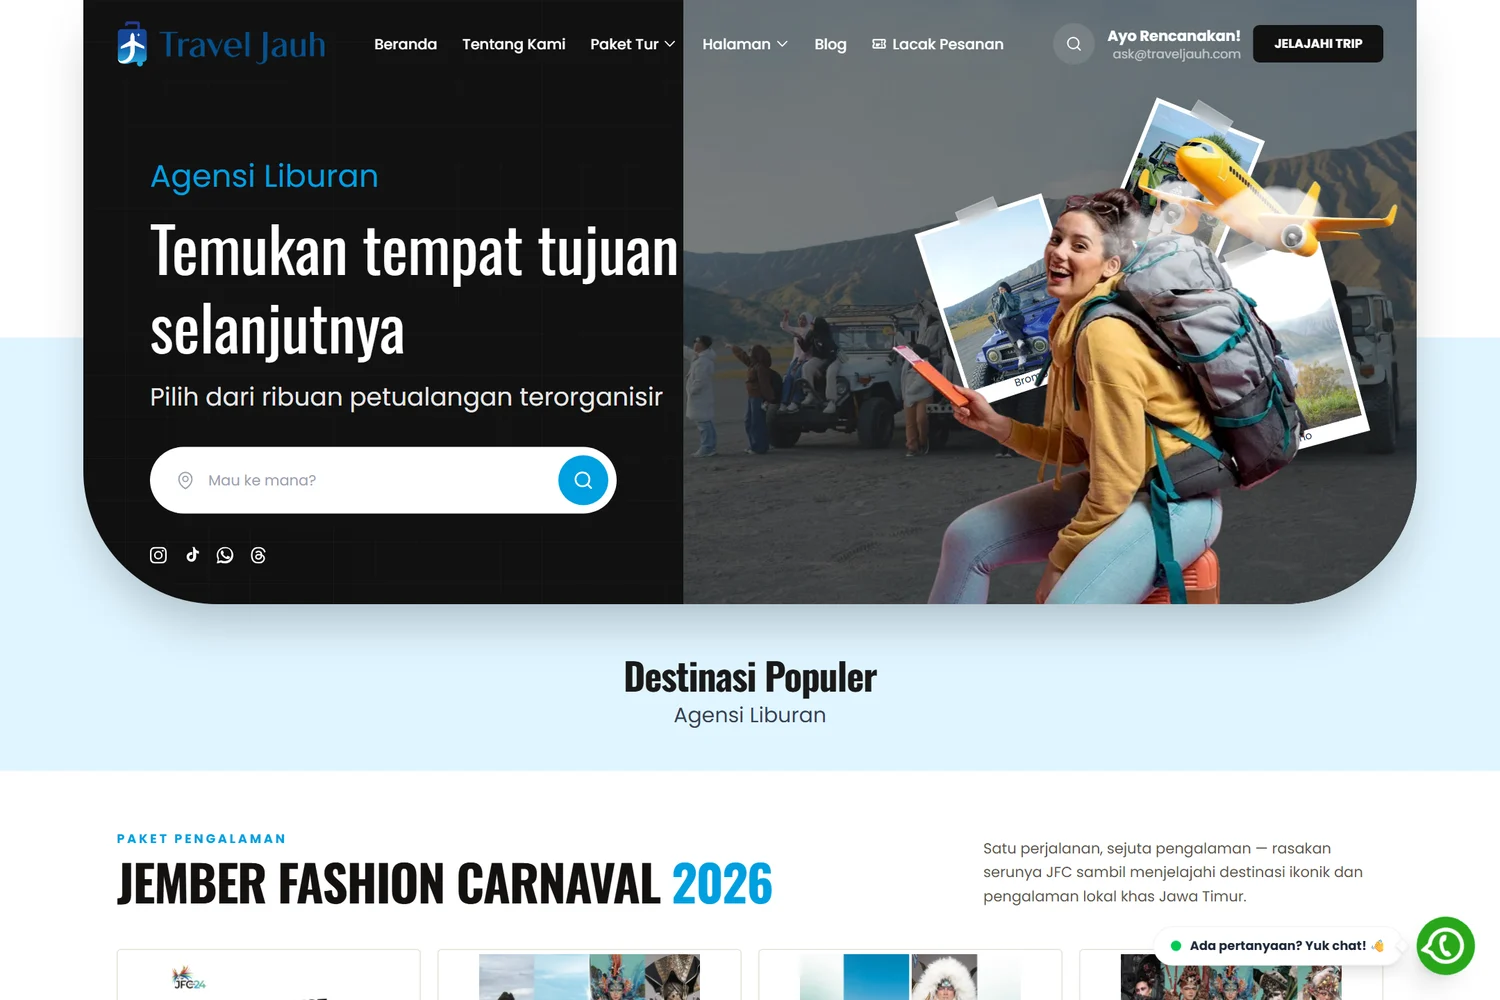 Travel Jauh
Beranda
Tentang Kami
Paket Tur
Halaman
Blog
Lacak Pesanan
Ayo Rencanakan!
ask@traveljauh.com
JELAJAHI TRIP
Agensi Liburan
Temukan tempat tujuan
selanjutnya
Pilih dari ribuan petualangan terorganisir
Mau ke mana?
Destinasi Populer
Agensi Liburan
PAKET PENGALAMAN
JEMBER FASHION CARNAVAL 2026
Satu perjalanan, sejuta pengalaman — rasakan
serunya JFC sambil menjelajahi destinasi ikonik dan
pengalaman lokal khas Jawa Timur.
Ada pertanyaan? Yuk chat!
JFC24